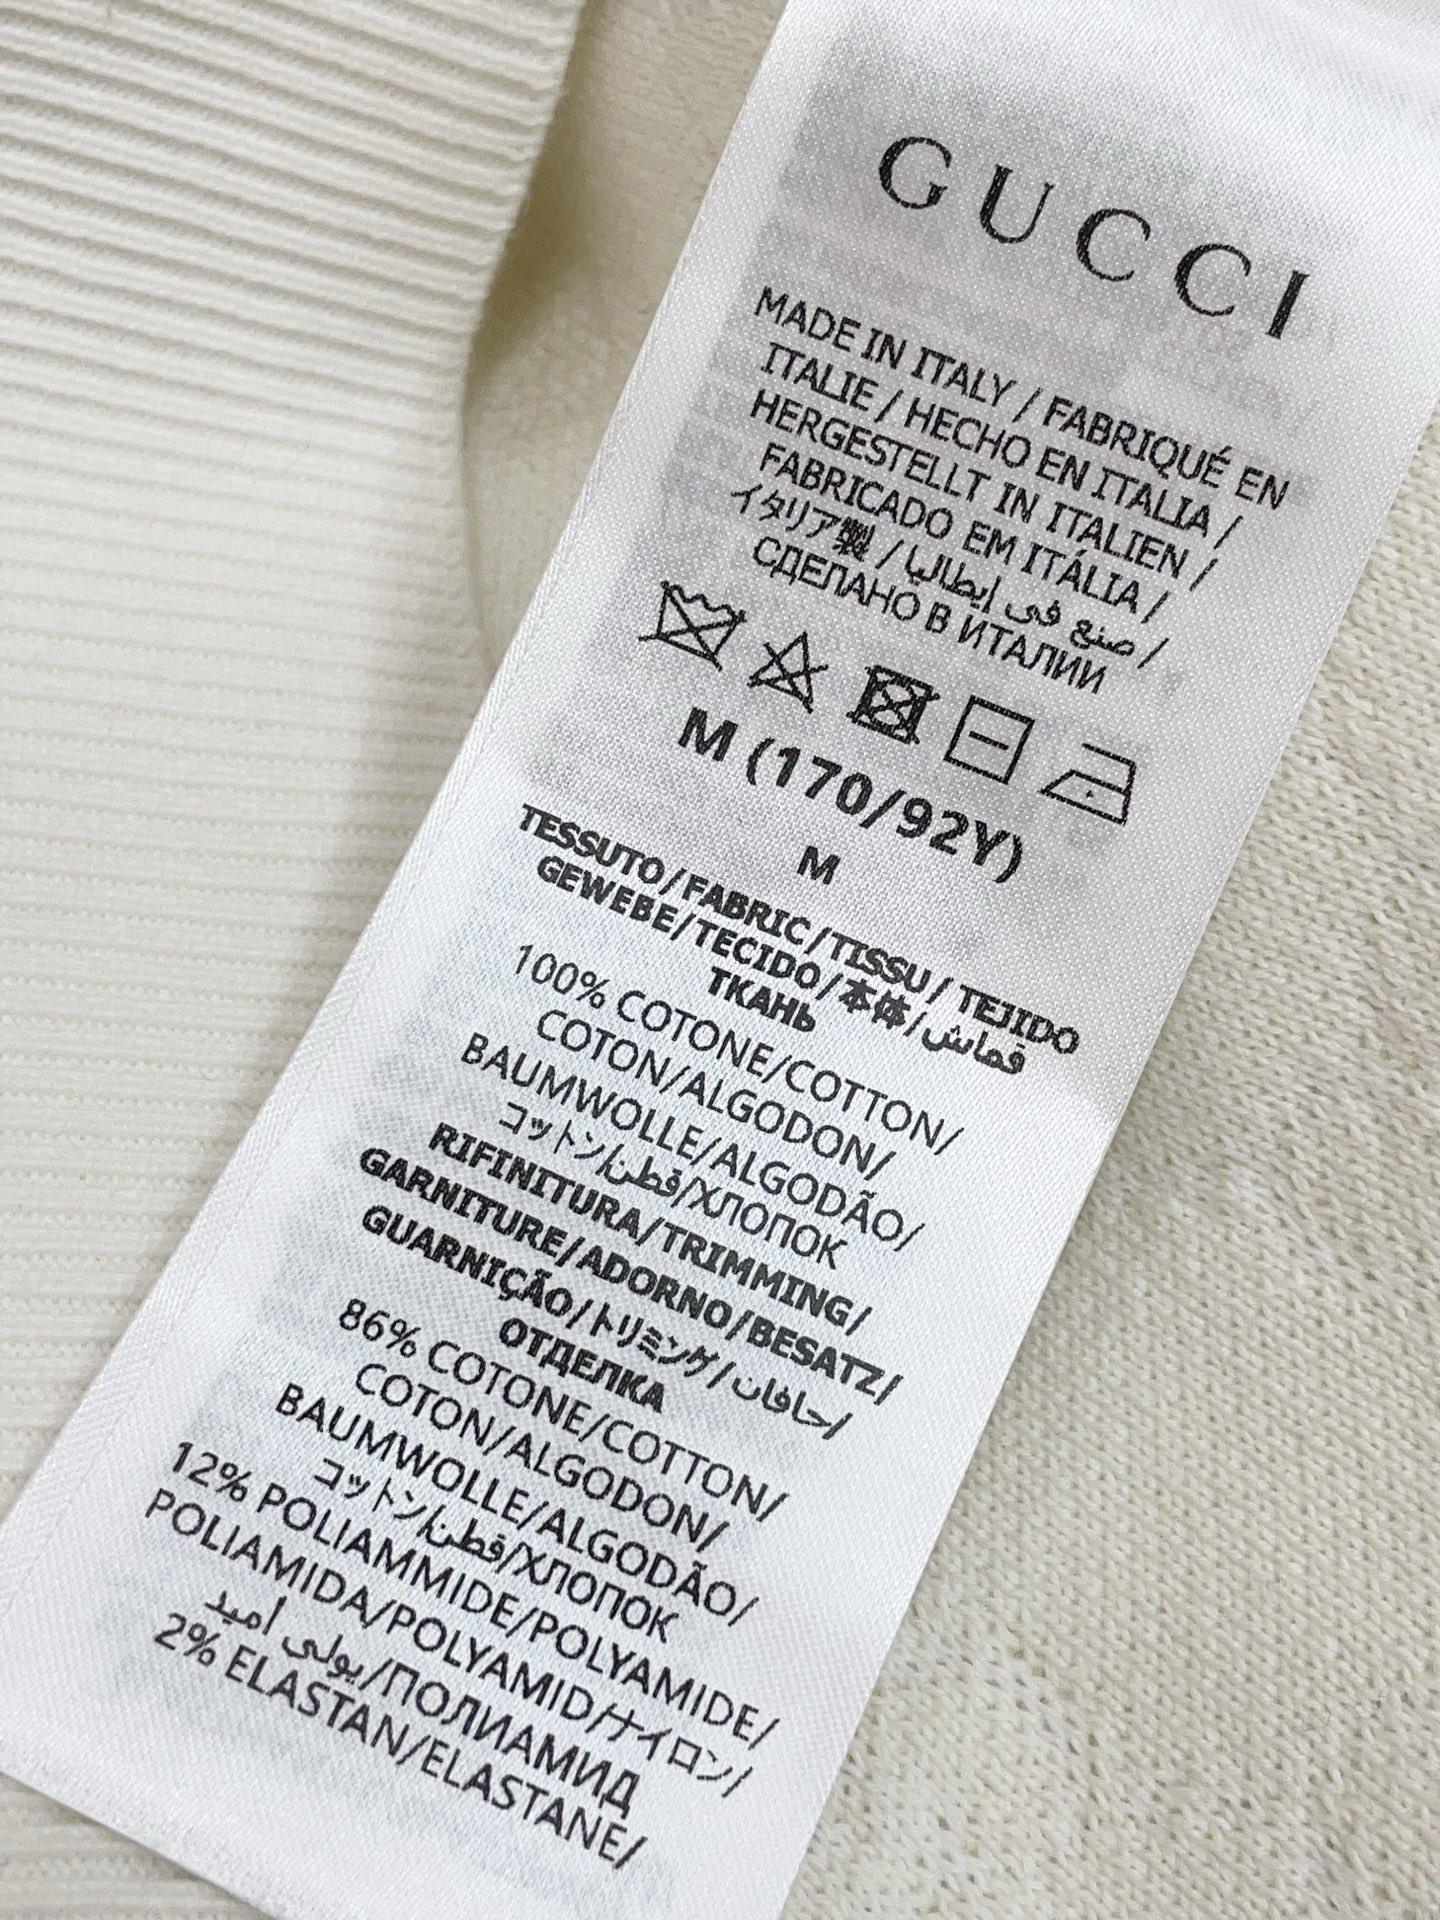 GUCCI
MADE IN ITALY / FABRIQUÉ EN
ITALIE / HECHO EN ITALIA /
HERGESTELLT IN ITALIEN /
FABRICADO EM ITÁLIA /
イタリア製 / صنع في إيطاليا /
СДЕЛАНО В ИТАЛИИ
M (170/92Y)
M
TESSUTO/FABRIC/TISSU/TEJIDO
GEWEBE/TECIDO/本体/قماش
ТКАНЬ
100% COTONE/COTTON/
COTON/ALGODON/
BAUMWOLLE/ALGODÃO/
コットン/قطن/ХЛОПОК
RIFINITURA/TRIMMING/
GARNITURE/ADORNO/BESATZ/
GUARNIÇÃO/トリミング/حافات/
ОТДЕЛКА
86% COTONE/COTTON/
COTON/ALGODON/
BAUMWOLLE/ALGODÃO/
コットン/قطن/ХЛОПОК
12% POLIAMMIDE/POLYAMIDE/
POLIAMIDA/POLYAMID/ナイロン/
يولي أميد/ПОЛИАМИД
2% ELASTAN/ELASTANE/